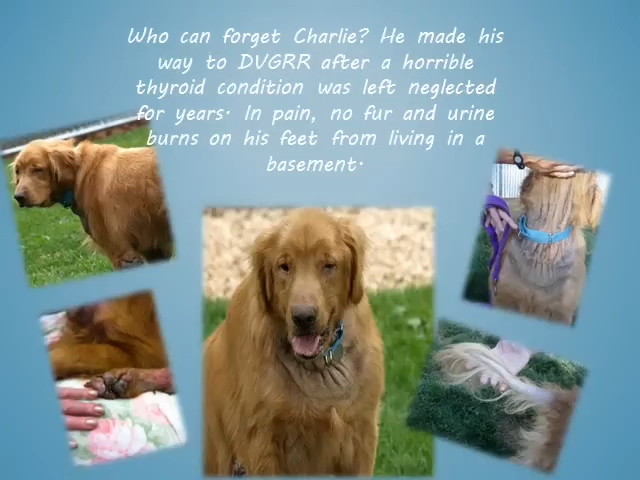 Who can forget Charlie? He made his
way to DVGRR after a horrible
thyroid condition was left neglected
for years. In pain, no fur and urine
burns on his feet from living in a
basement.